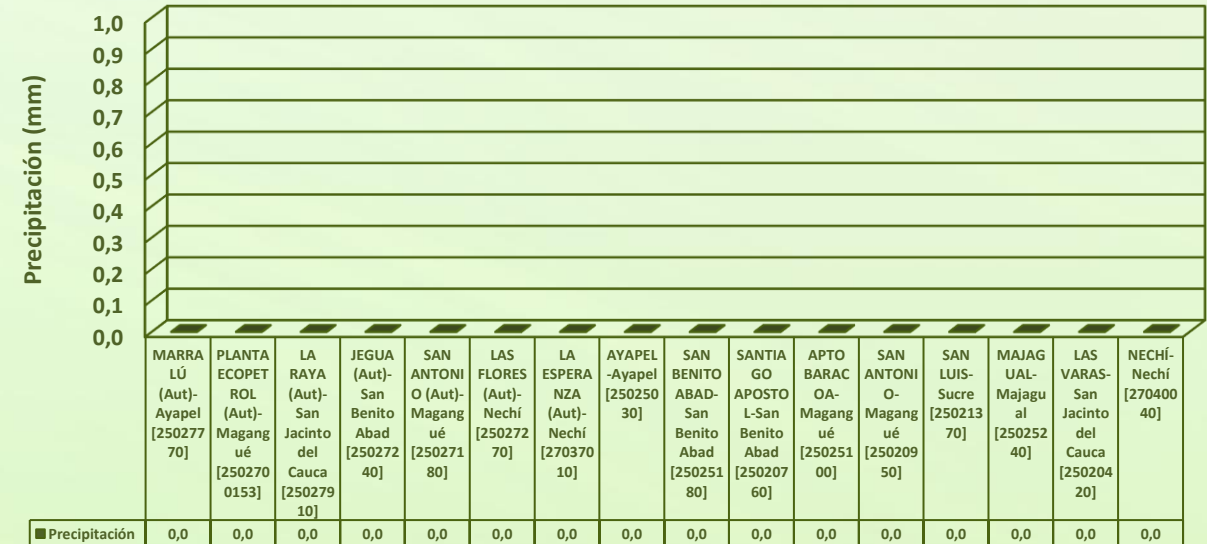 Precipitación (mm)
1,0
0,9
0,8
0,7
0,6
0,5
0,4
0,3
0,2
0,1
0,0
MARRA
LÚ
(Aut)-
Ayapel
[250277
70]
PLANTA
ECOPET
ROL
(Aut)-
Magang
ué
[250270
0153]
LA
RAYA
(Aut)-
San
Jacinto
del
Cauca
[250279
10]
JEGUA
(Aut)-
San
Benito
Abad
[250272
40]
SAN
ANTONI
O (Aut)-
Magang
ué
[250271
80]
LAS
FLORES
(Aut)-
Nechí
[250272
70]
LA
ESPERA
NZA
(Aut)-
Nechí
[270370
10]
AYAPEL
-Ayapel
[250250
30]
SAN
BENITO
ABAD-
San
Benito
Abad
[250251
80]
SANTIA
GO
APOSTO
L-San
Benito
Abad
[250207
60]
APTO
BARAC
OA-
Magang
ué
[250251
00]
SAN
ANTONI
O-
Magang
ué
[250209
50]
SAN
LUIS-
Sucre
[250213
70]
MAJAG
UAL-
Majagu
al
[250252
40]
LAS
VARAS-
San
Jacinto
del
Cauca
[250204
20]
NECHÍ-
Nechí
[270400
40]
Precipitación 0,0 0,0 0,0 0,0 0,0 0,0 0,0 0,0 0,0 0,0 0,0 0,0 0,0 0,0 0,0 0,0